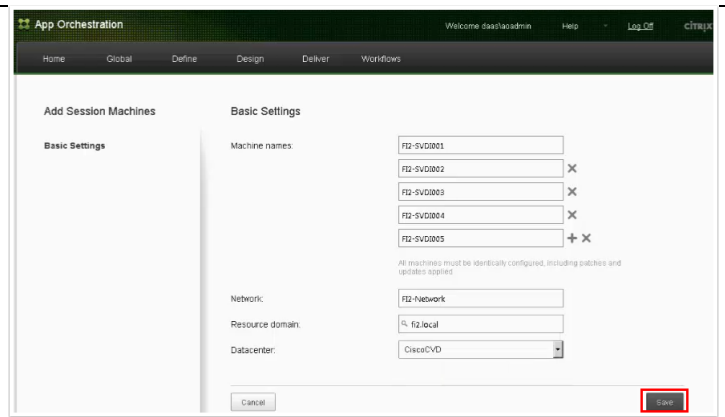 App Orchestration
Welcome daas\aoadmin Help Log Off CİTRIX
Home Global Define Design Deliver Workflows
Add Session Machines
Basic Settings
Basic Settings
Machine names:
FI2-SVDI001
FI2-SVDI002
FI2-SVDI003
FI2-SVDI004
FI2-SVDI005
All machines must be identically configured, including patches and
updates applied.
Network: FI2-Network
Resource domain: fi2.local
Datacenter: CiscoCVD
Cancel Save